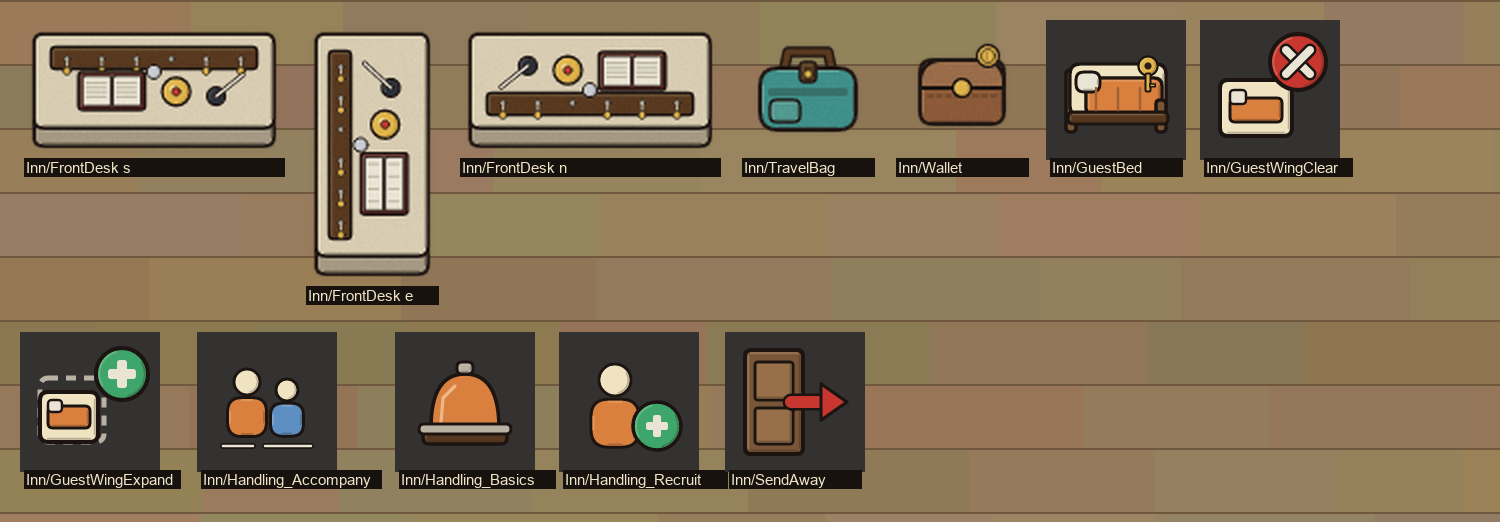 Inn/FrontDesk s
Inn/FrontDesk n
Inn/TravelBag
Inn/Wallet
Inn/GuestBed
Inn/GuestWingClear
Inn/FrontDesk e
Inn/GuestWingExpand
Inn/Handling_Accompany
Inn/Handling_Basics
Inn/Handling_Recruit
Inn/SendAway